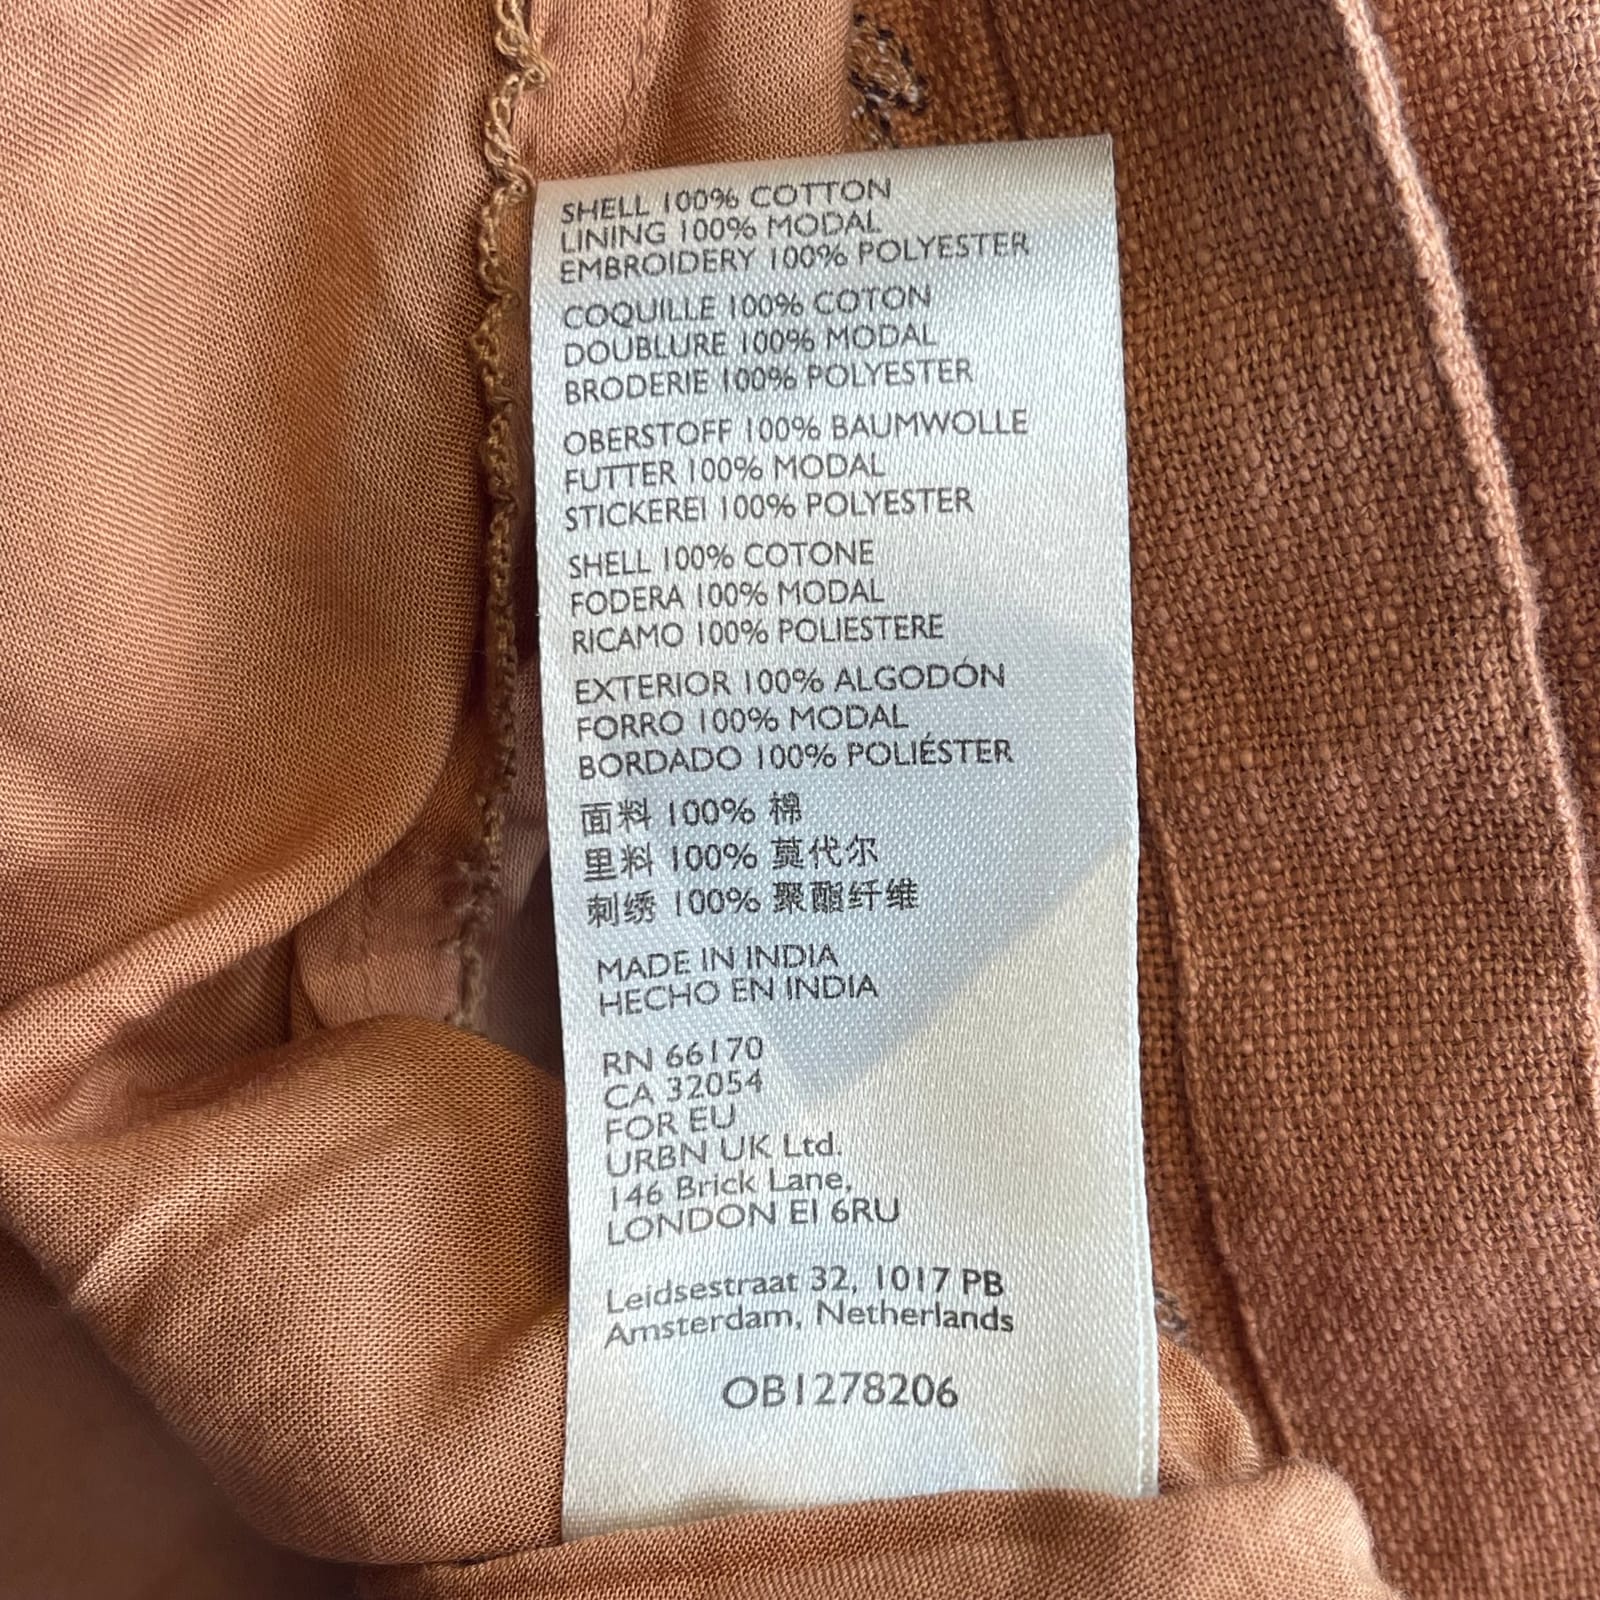 SHELL 100% COTTON
LINING 100% MODAL
EMBROIDERY 100% POLYESTER
COQUILLE 100% COTON
DOUBLURE 100% MODAL
BRODERIE 100% POLYESTER
OBERSTOFF 100% BAUMWOLLE
FUTTER 100% MODAL
STICKEREI 100% POLYESTER
SHELL 100% COTONE
FODERA 100% MODAL
RICAMO 100% POLIESTERE
EXTERIOR 100% ALGODÓN
FORRO 100% MODAL
BORDADO 100% POLIÉSTER
面料 100% 棉
里料 100% 莫代尔
刺绣 100% 聚酯纤维
MADE IN INDIA
HECHO EN INDIA
RN 66170
CA 32054
FOR EU
URBN UK Ltd.
146 Brick Lane,
LONDON E1 6RU
Leidsestraat 32, 1017 PB
Amsterdam, Netherlands
OB1278206